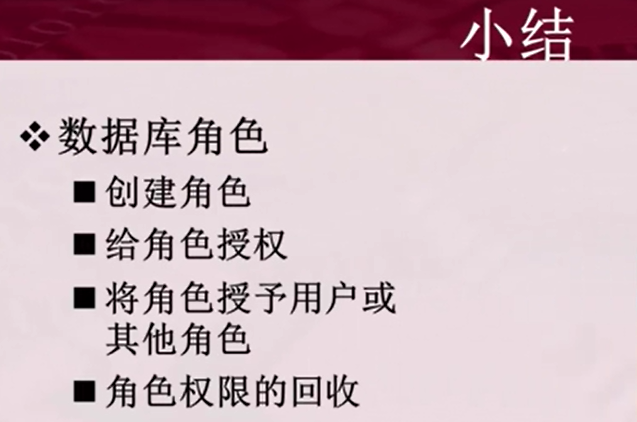 小结
❖数据库角色
■创建角色
■给角色授权
■将角色授予用户或
其他角色
■角色权限的回收